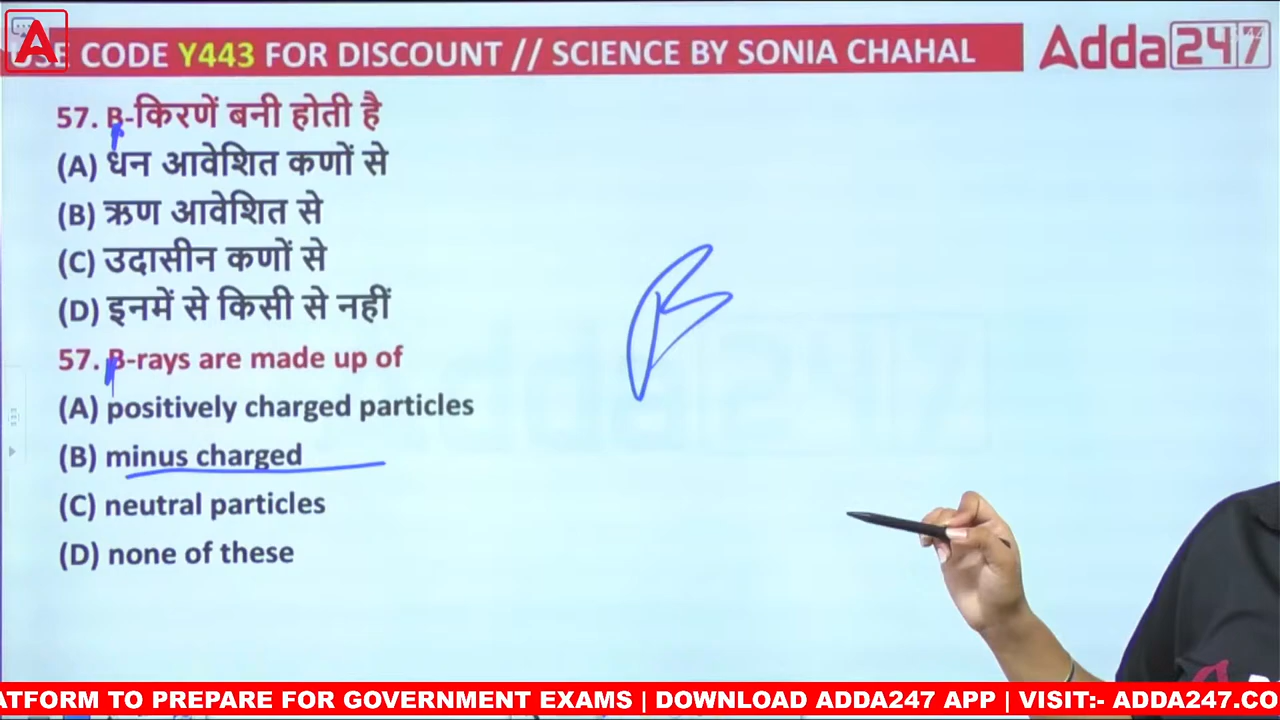 A
SE CODE Y443 FOR DISCOUNT // SCIENCE BY SONIA CHAHAL
Adda247
57. B-किरणें बनी होती है
(A) धन आवेशित कणों से
(B) ऋण आवेशित से
(C) उदासीन कणों से
(D) इनमें से किसी से नहीं
β
57. B-rays are made up of
(A) positively charged particles
(B) minus charged
(C) neutral particles
(D) none of these
ATFORM TO PREPARE FOR GOVERNMENT EXAMS | DOWNLOAD ADDA247 APP | VISIT:- ADDA247.CO